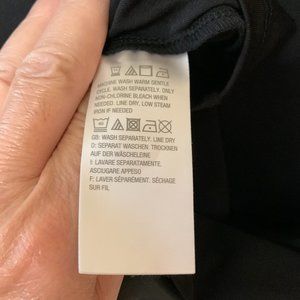 MACHINE WASH WARM GENTLE
CYCLE. WASH SEPARATELY. ONLY
NON-CHLORINE BLEACH WHEN
NEEDED. LINE DRY, LOW STEAM
IRON IF NEEDED
GB: WASH SEPARATELY. LINE DRY
D: SEPARAT WASCHEN. TROCKNEN
AUF DER WÄSCHELEINE
I: LAVARE SEPARATAMENTE.
ASCIUGARE APPESO
F: LAVER SÉPARÉMENT. SÉCHAGE
SUR FIL